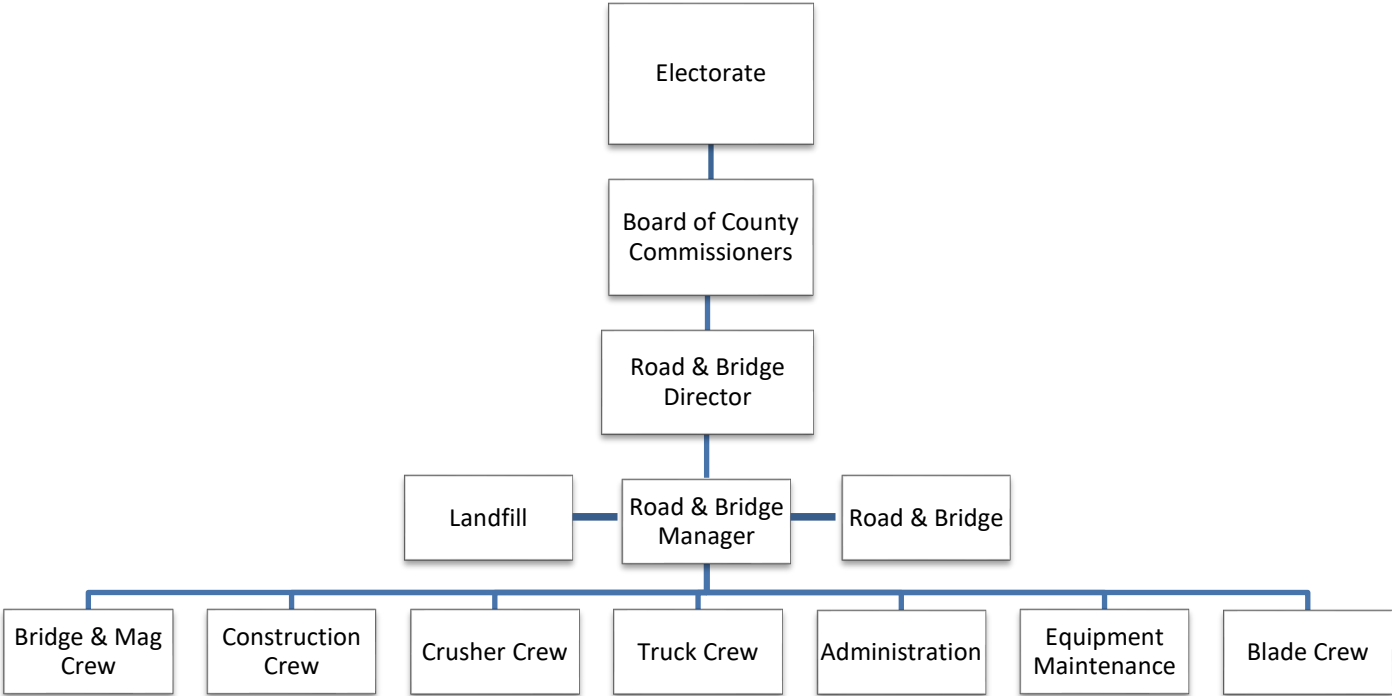 Electorate
Board of County
Commissioners
Road & Bridge
Director
Landfill
Road & Bridge
Manager
Road & Bridge
Bridge & Mag
Crew
Construction
Crew
Crusher Crew
Truck Crew
Administration
Equipment
Maintenance
Blade Crew